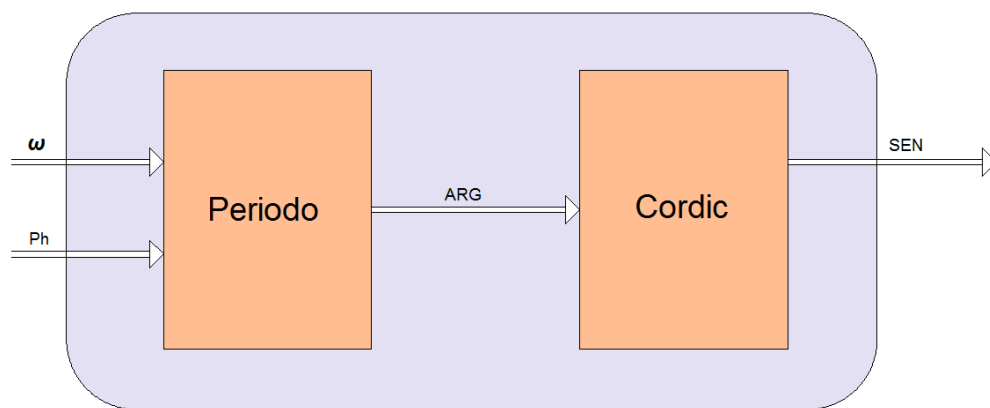 ω
Ph
Periodo
ARG
Cordic
SEN